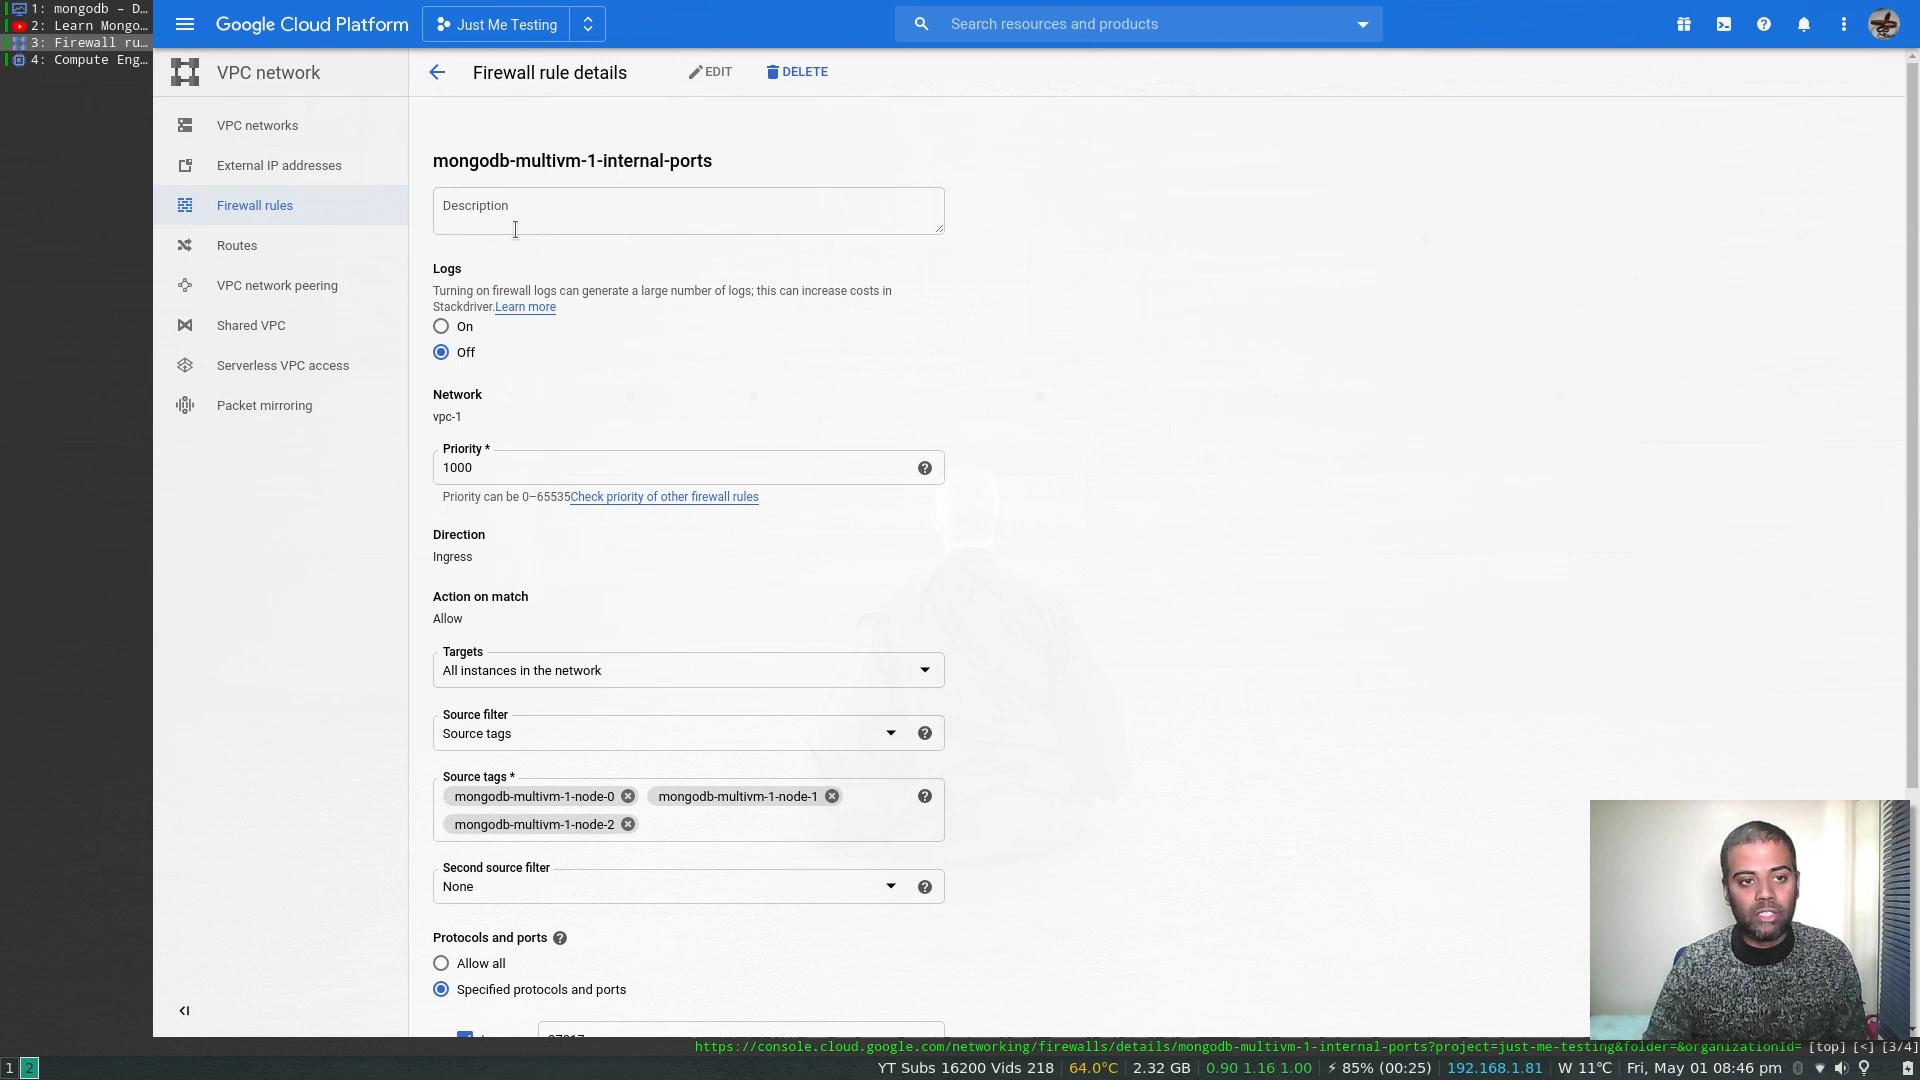 1: mongodb – D…
2: Learn Mongo…
3: Firewall ru…
4: Compute Eng…
Google Cloud Platform
Just Me Testing
Search resources and products
VPC network
Firewall rule details
EDIT
DELETE
VPC networks
External IP addresses
Firewall rules
Routes
VPC network peering
Shared VPC
Serverless VPC access
Packet mirroring
mongodb-multivm-1-internal-ports
Description
Logs
Turning on firewall logs can generate a large number of logs; this can increase costs in
Stackdriver.Learn more
On
Off
Network
vpc-1
Priority *
1000
Priority can be 0–65535Check priority of other firewall rules
Direction
Ingress
Action on match
Allow
Targets
All instances in the network
Source filter
Source tags
Source tags *
mongodb-multivm-1-node-0 mongodb-multivm-1-node-1
mongodb-multivm-1-node-2
Second source filter
None
Protocols and ports
Allow all
Specified protocols and ports
https://console.cloud.google.com/networking/firewalls/details/mongodb-multivm-1-internal-ports?project=just-me-testing&folder=&organizationId= [top] [<] [3/4]
1 2
YT Subs 16200 Vids 218 64.0°C 2.32 GB 0.90 1.16 1.00 ⚡ 85% (00:25) 192.168.1.81 W 11°C Fri, May 01 08:46 pm